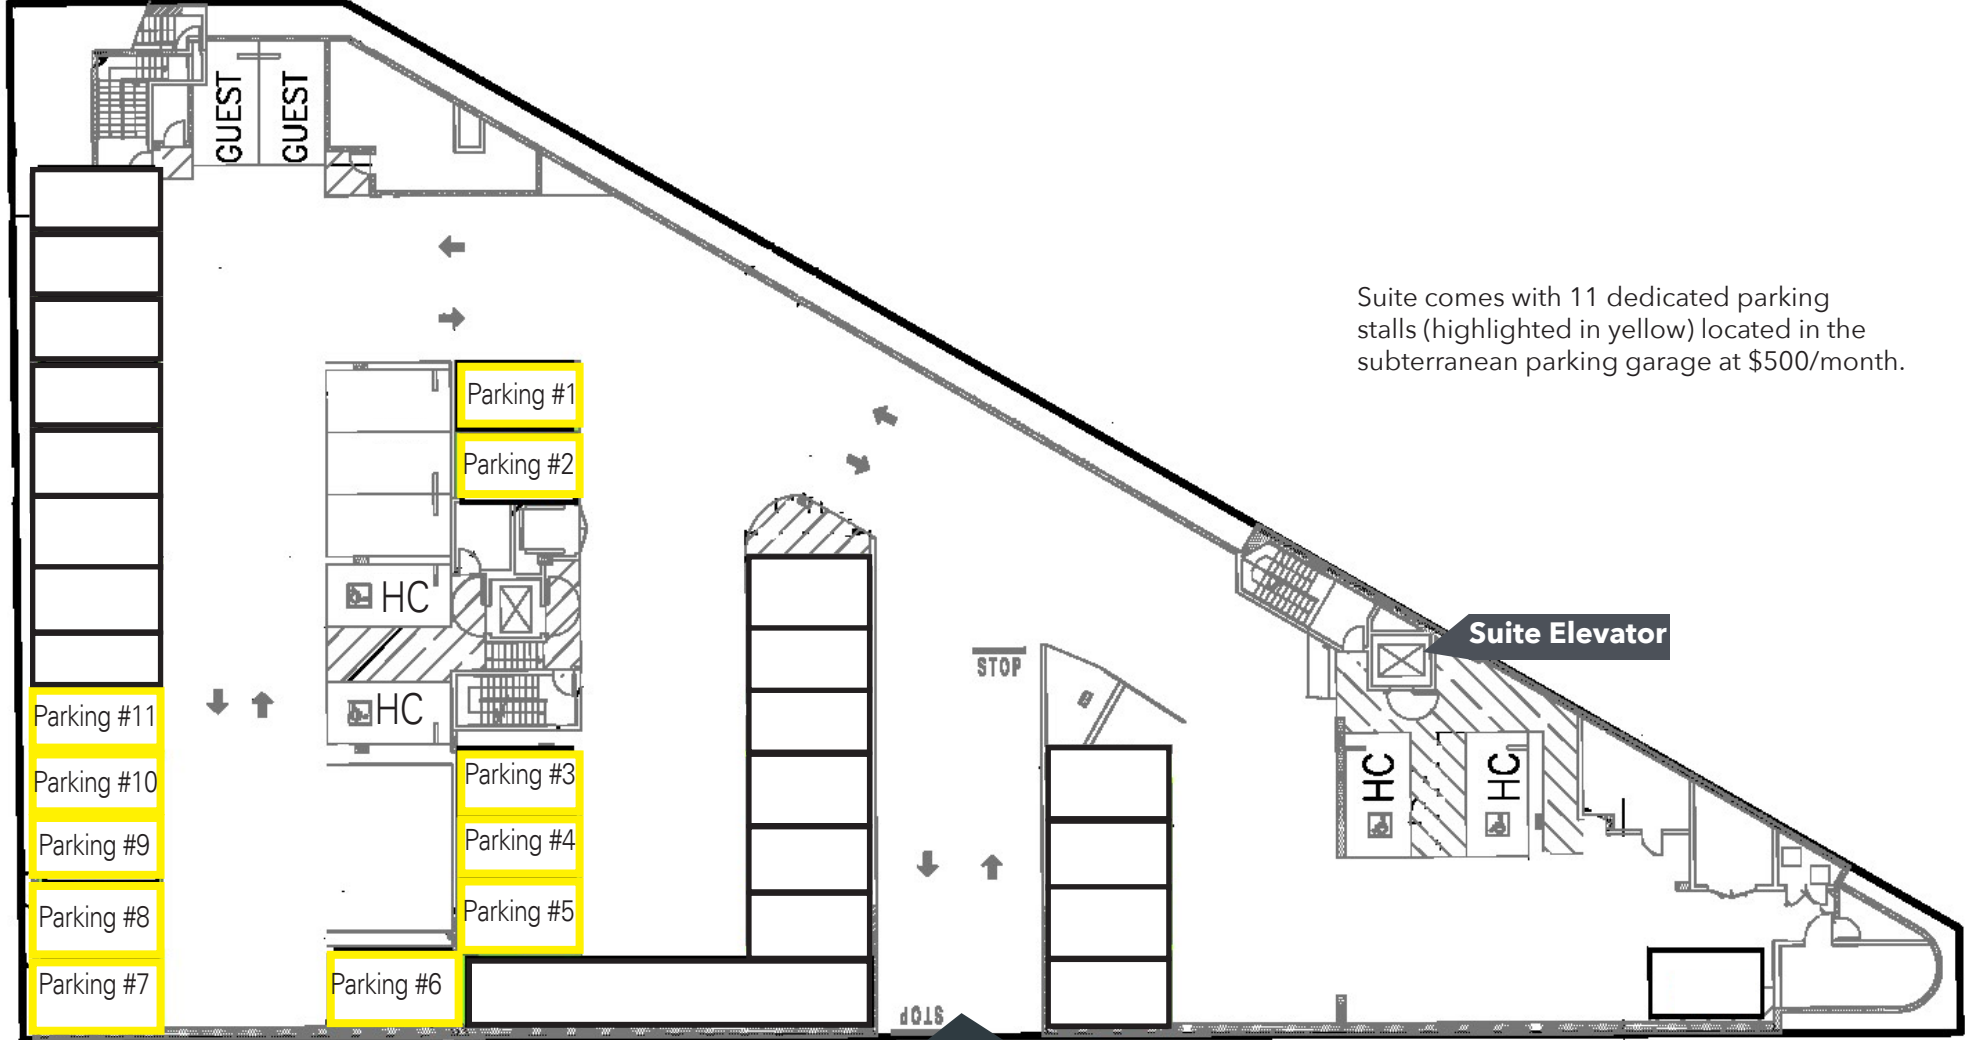 GUEST
GUEST
Suite comes with 11 dedicated parking
stalls (highlighted in yellow) located in the
subterranean parking garage at $500/month.
Parking #1
Parking #2
HC
Suite Elevator
STOP
HC
Parking #11
Parking #3
Parking #10
HC
HC
Parking #4
Parking #9
Parking #5
Parking #8
Parking #6
Parking #7
STOP